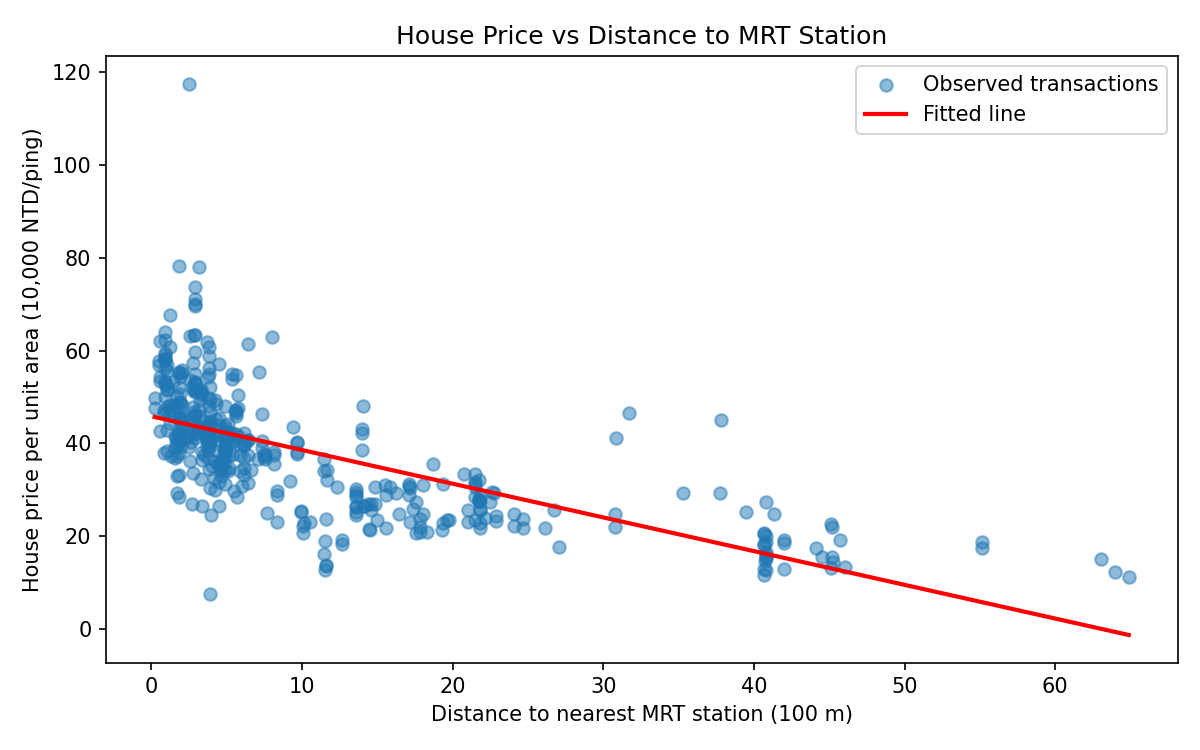 House Price vs Distance to MRT Station
Observed transactions
Fitted line
House price per unit area (10,000 NTD/ping)
120
100
80
60
40
20
0
0 10 20 30 40 50 60
Distance to nearest MRT station (100 m)